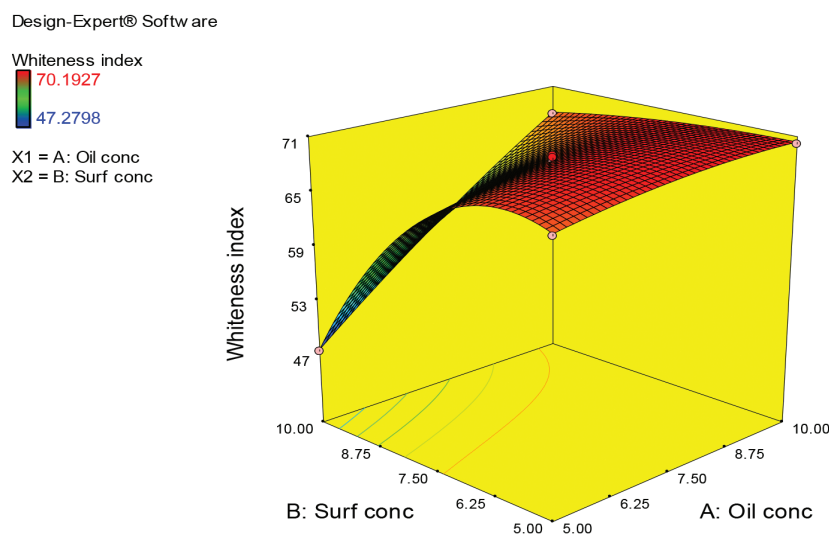 Design-Expert® Software
Whiteness index
70.1927
47.2798
X1 = A: Oil conc
X2 = B: Surf conc
71
65
59
53
47
Whiteness index
10.00
8.75
7.50
6.25
5.00
B: Surf conc
5.00
6.25
7.50
8.75
10.00
A: Oil conc